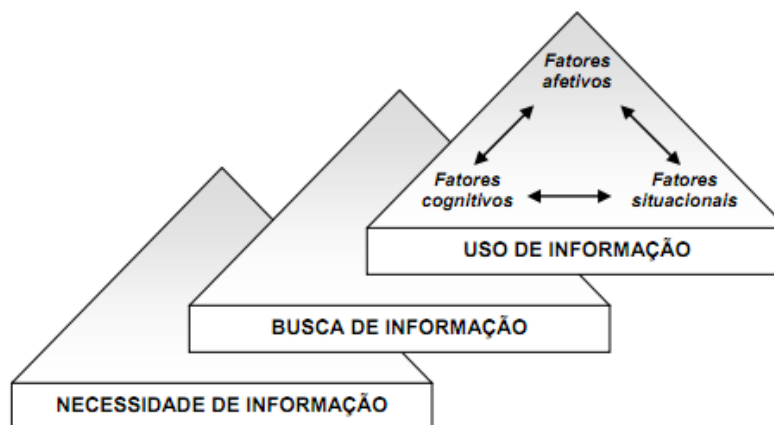 Fatores
afetivos
Fatores
cognitivos
Fatores
situacionais
USO DE INFORMAÇÃO
BUSCA DE INFORMAÇÃO
NECESSIDADE DE INFORMAÇÃO